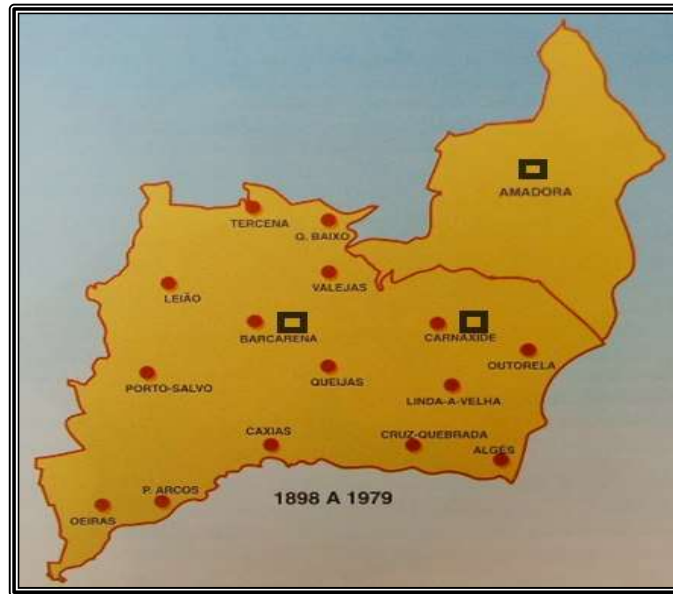 AMADORA
TERCENA
Q. BAIXO
VALEJAS
LEIÃO
BARCARENA
CARNAXIDE
OUTORELA
PORTO-SALVO
QUEIJAS
LINDA-A-VELHA
CAXIAS
CRUZ-QUEBRADA
ALGÉS
P. ARCOS
OEIRAS
1898 A 1979